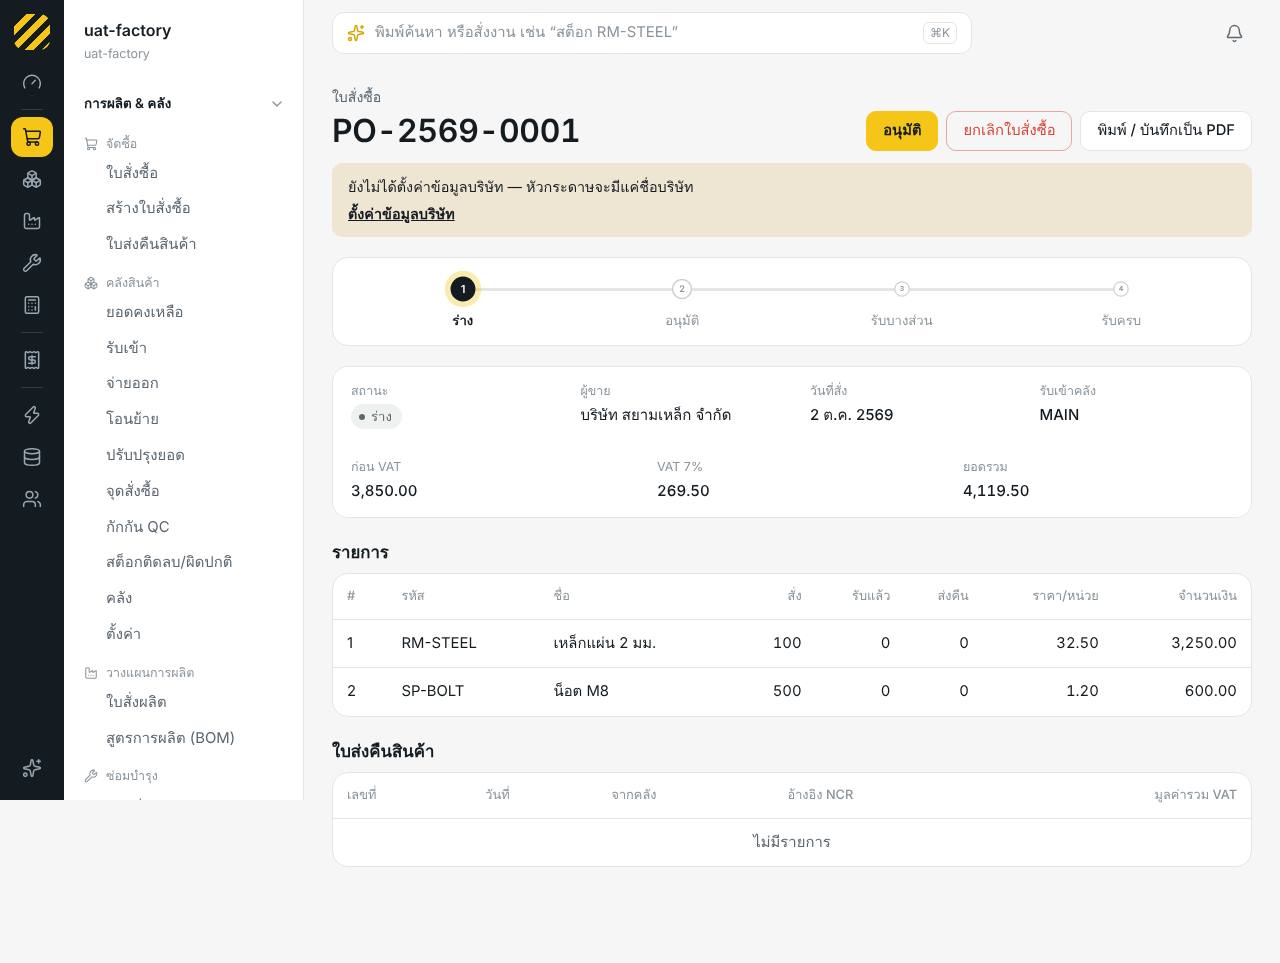 uat-factory
uat-factory
การผลิต & คลัง
จัดซื้อ
ใบสั่งซื้อ
สร้างใบสั่งซื้อ
ใบส่งคืนสินค้า
คลังสินค้า
ยอดคงเหลือ
รับเข้า
จ่ายออก
โอนย้าย
ปรับปรุงยอด
จุดสั่งซื้อ
กักกัน QC
สต็อกติดลบ/ผิดปกติ
คลัง
ตั้งค่า
วางแผนการผลิต
ใบสั่งผลิต
สูตรการผลิต (BOM)
ซ่อมบำรุง
พิมพ์ค้นหา หรือสั่งงาน เช่น “สต็อก RM-STEEL”
⌘K
ใบสั่งซื้อ
PO-2569-0001
อนุมัติ
ยกเลิกใบสั่งซื้อ
พิมพ์ / บันทึกเป็น PDF
ยังไม่ได้ตั้งค่าข้อมูลบริษัท — หัวกระดาษจะมีแค่ชื่อบริษัท
ตั้งค่าข้อมูลบริษัท
1 2 3 4
ร่าง อนุมัติ รับบางส่วน รับครบ
สถานะ ผู้ขาย วันที่สั่ง รับเข้าคลัง
ร่าง บริษัท สยามเหล็ก จำกัด 2 ต.ค. 2569 MAIN
ก่อน VAT VAT 7% ยอดรวม
3,850.00 269.50 4,119.50
รายการ
# รหัส ชื่อ สั่ง รับแล้ว ส่งคืน ราคา/หน่วย จำนวนเงิน
1 RM-STEEL เหล็กแผ่น 2 มม. 100 0 0 32.50 3,250.00
2 SP-BOLT น็อต M8 500 0 0 1.20 600.00
ใบส่งคืนสินค้า
เลขที่ วันที่ จากคลัง อ้างอิง NCR มูลค่ารวม VAT
ไม่มีรายการ